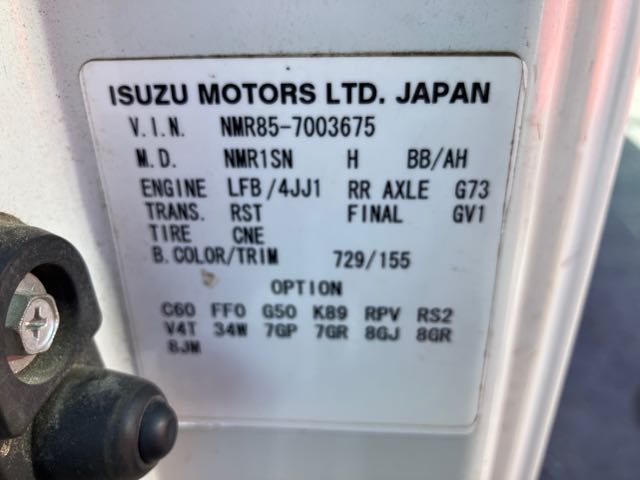 ISUZU MOTORS LTD. JAPAN
V.I.N. NMR85-7003675
M.D. NMR1SN H BB/AH
ENGINE LFB/4JJ1 RR AXLE G73
TRANS. RST FINAL GV1
TIRE CNE
B.COLOR/TRIM 729/155
OPTION
C60 FF0 G50 K89 RPV RS2
V4T 34W 7GP 7GR 8GJ 8GR
8JM